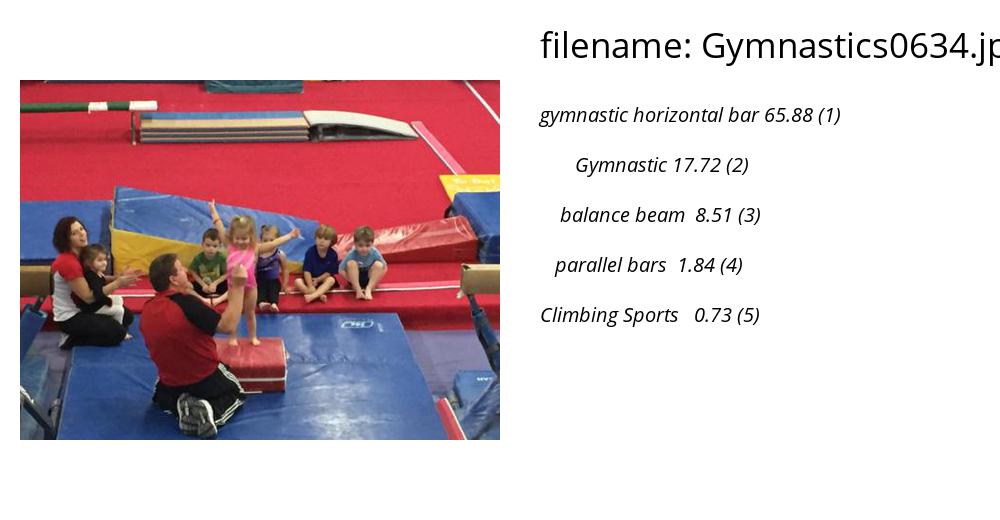 filename: Gymnastics0634.jp
gymnastic horizontal bar 65.88 (1)
Gymnastic 17.72 (2)
balance beam 8.51 (3)
parallel bars 1.84 (4)
Climbing Sports 0.73 (5)